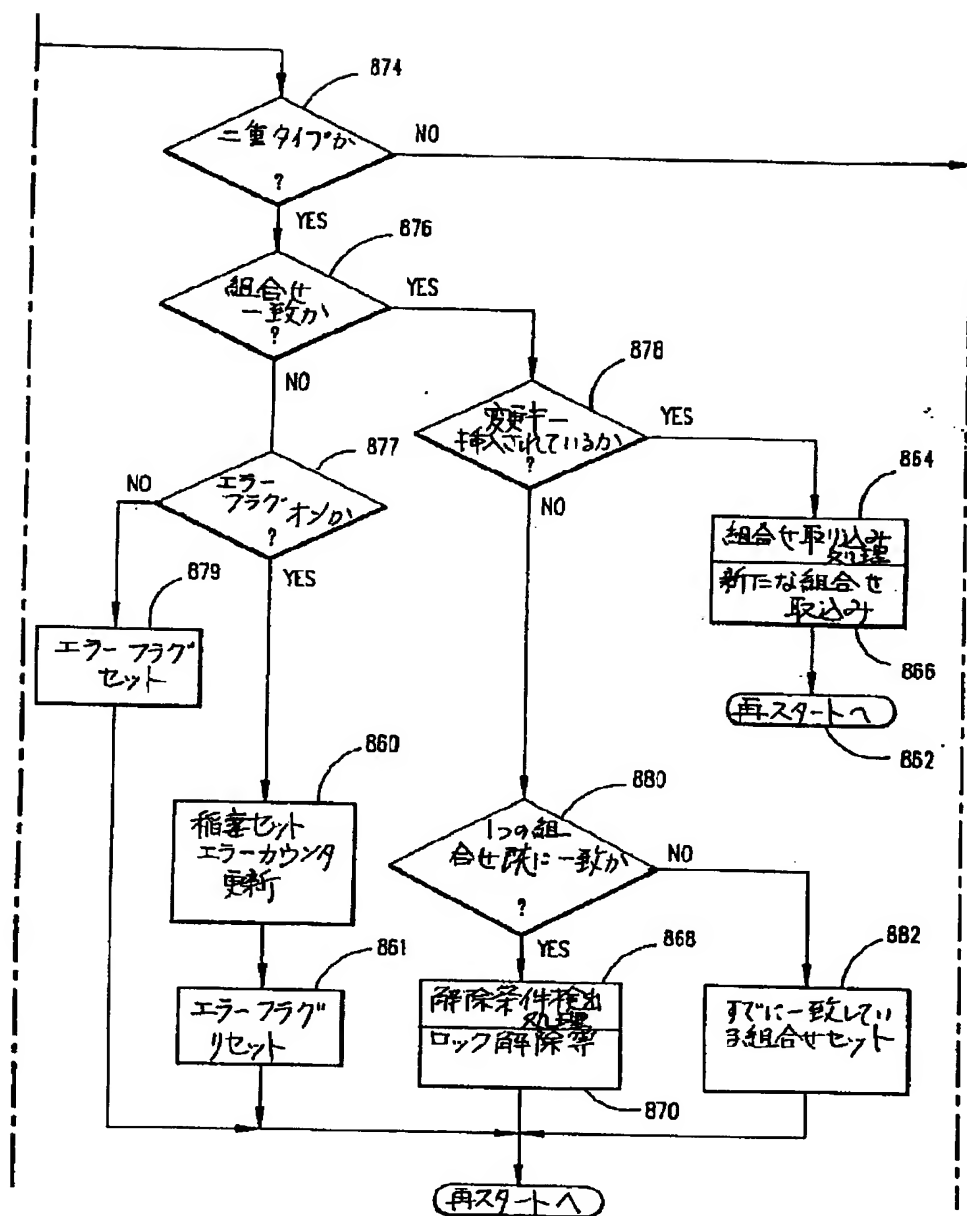 874
二重タイプか
?
NO
YES
876
組合せ
一致か
?
YES
NO
878
変更キー
挿入されているか
?
YES
NO
877
エラー
フラグオンか
?
NO
YES
864
組合せ取り込み
処理
新たな組合せ
取込み
866
再スタートへ
862
879
エラーフラグ
セット
860
セット
エラーカウンタ
更新
861
エラーフラグ
リセット
880
1つの組
合せ既に一致か
?
NO
YES
868
解除条件検出
処理
ロック解除等
870
882
すでに一致してい
る組合せセット
再スタートへ